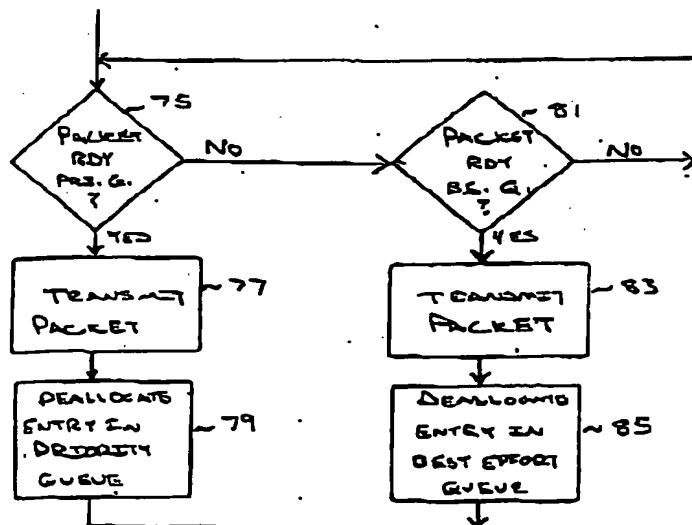 75
PACKET
RDY
PRI. Q.
?
NO
YES
81
PACKET
RDY
B.E. Q.
?
NO
YES
TRANSMIT
PACKET
77
TRANSMIT
PACKET
83
DEALLOCATE
ENTRY IN
PRIORITY
QUEUE
79
DEALLOCATE
ENTRY IN
BEST EFFORT
QUEUE
85